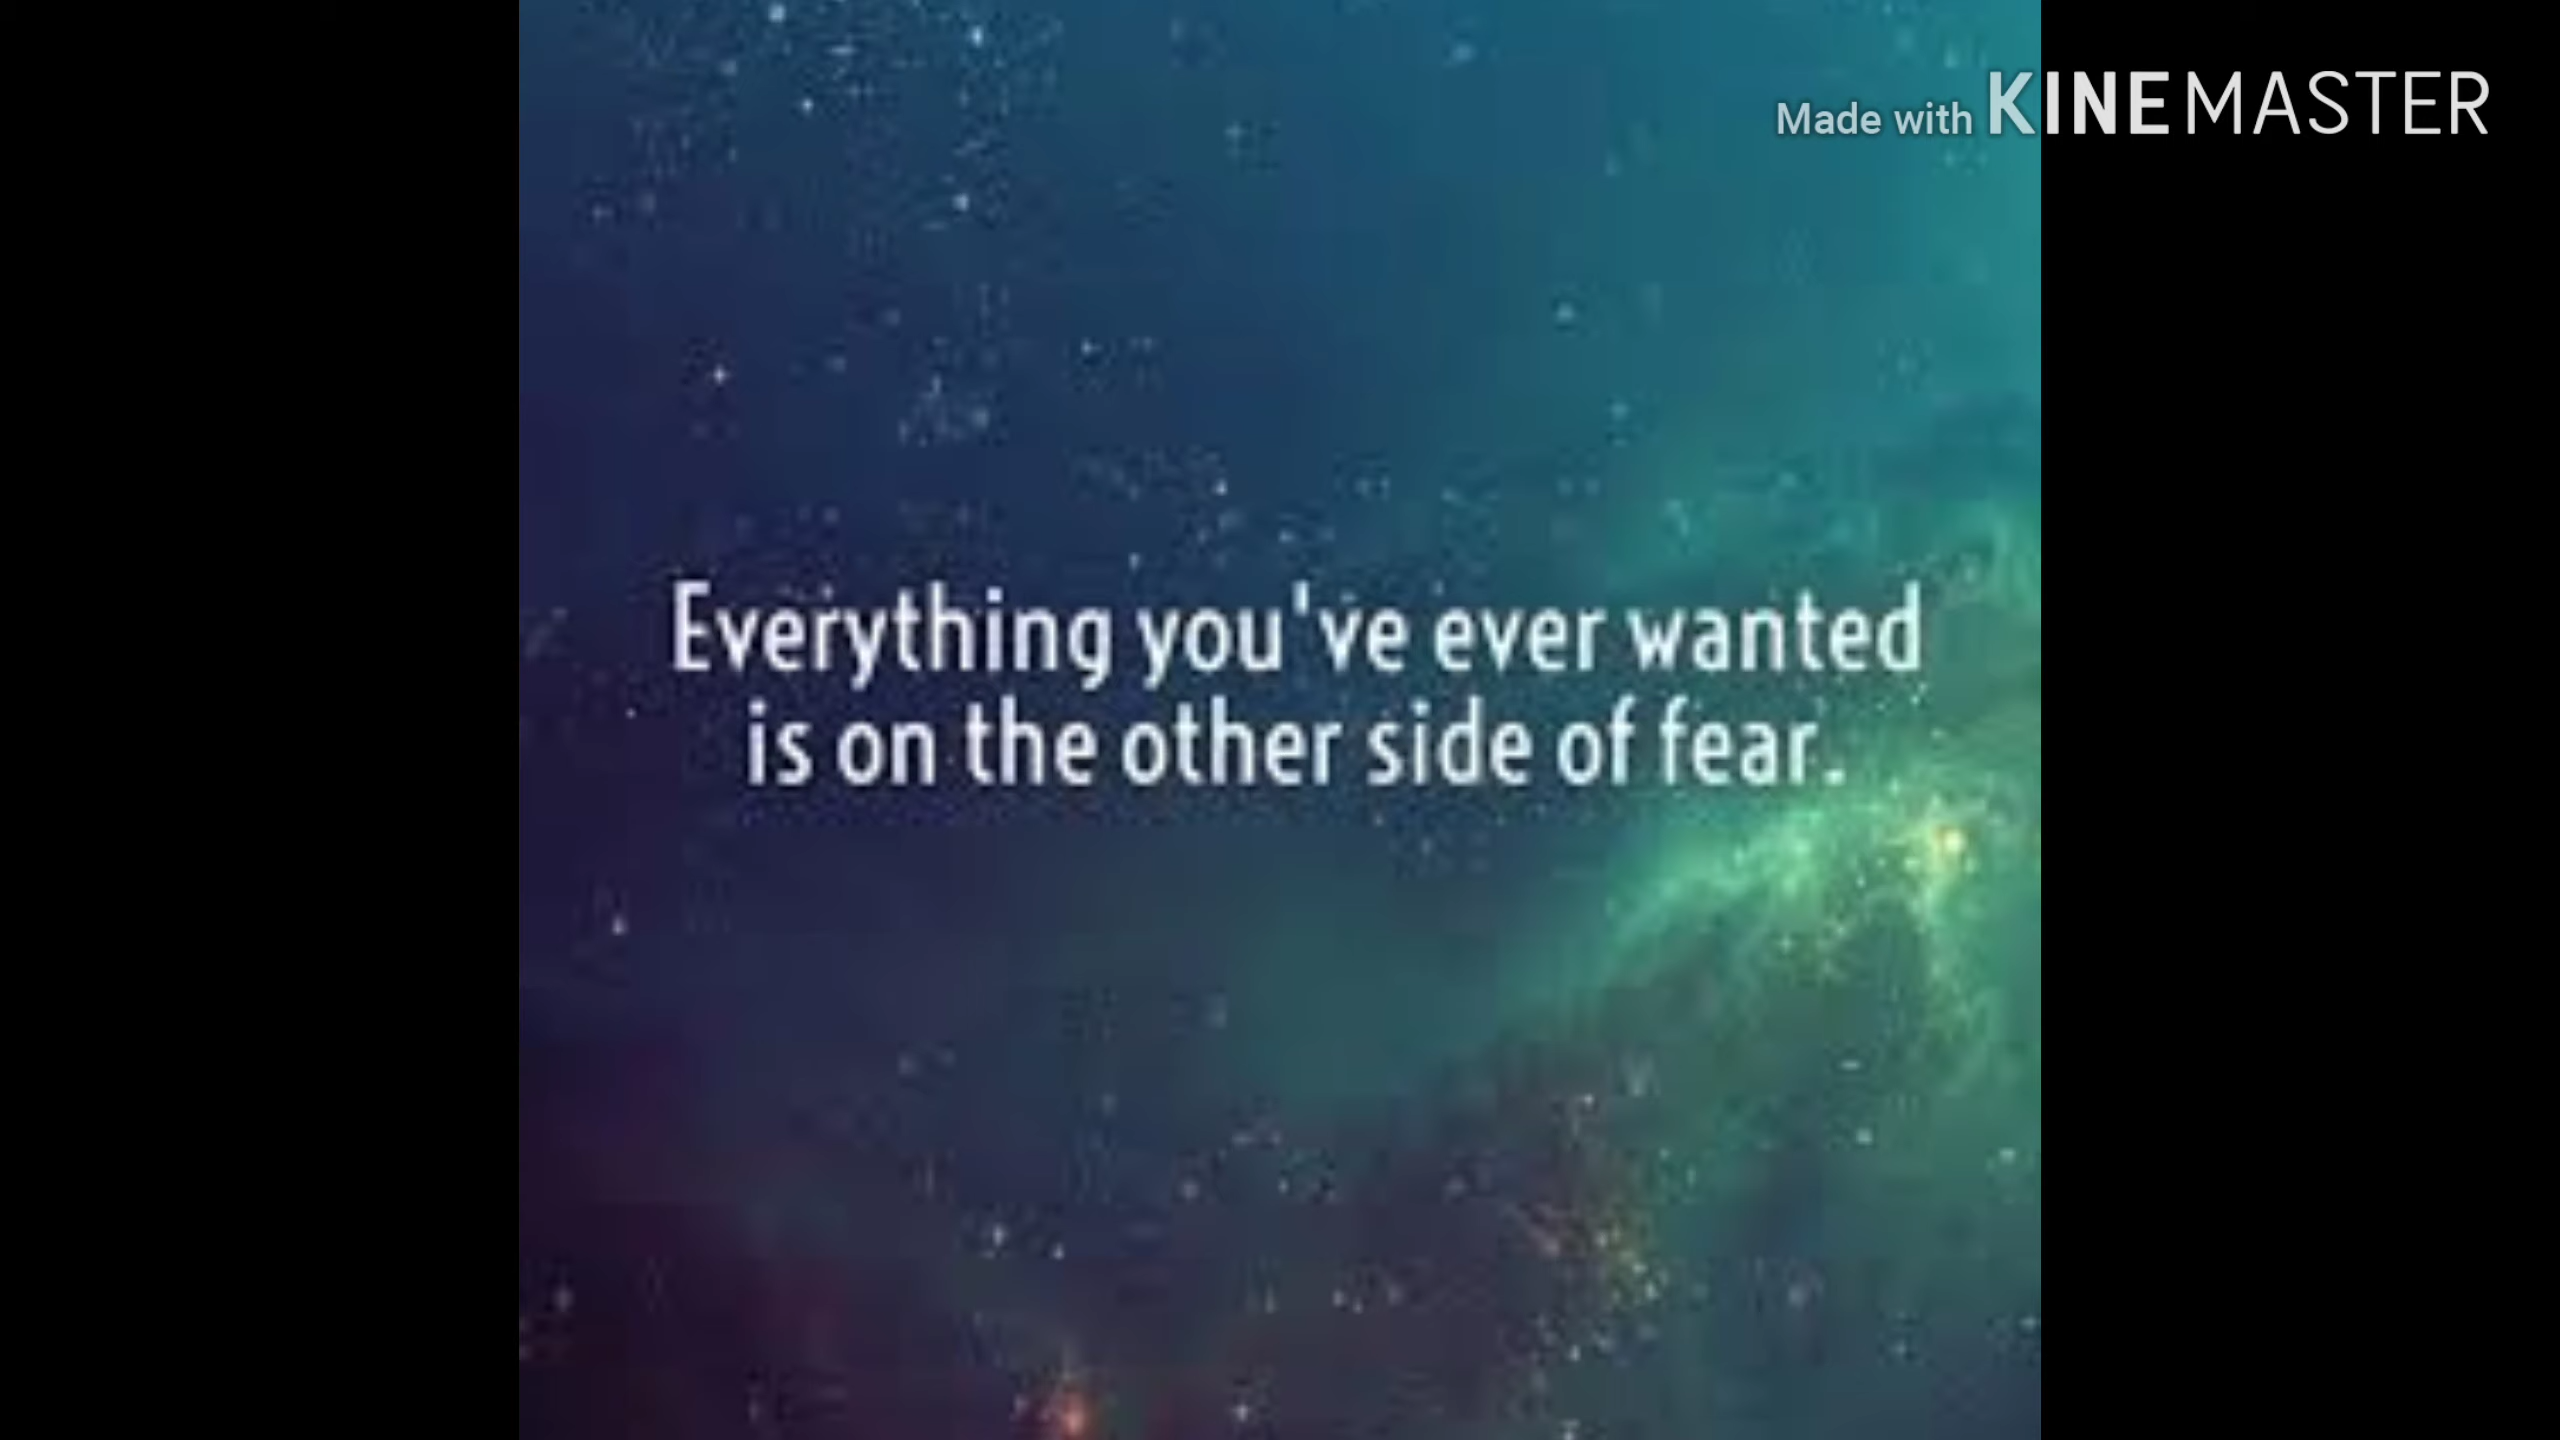 Made with KINEMASTER
Everything you've ever wanted
is on the other side of fear.